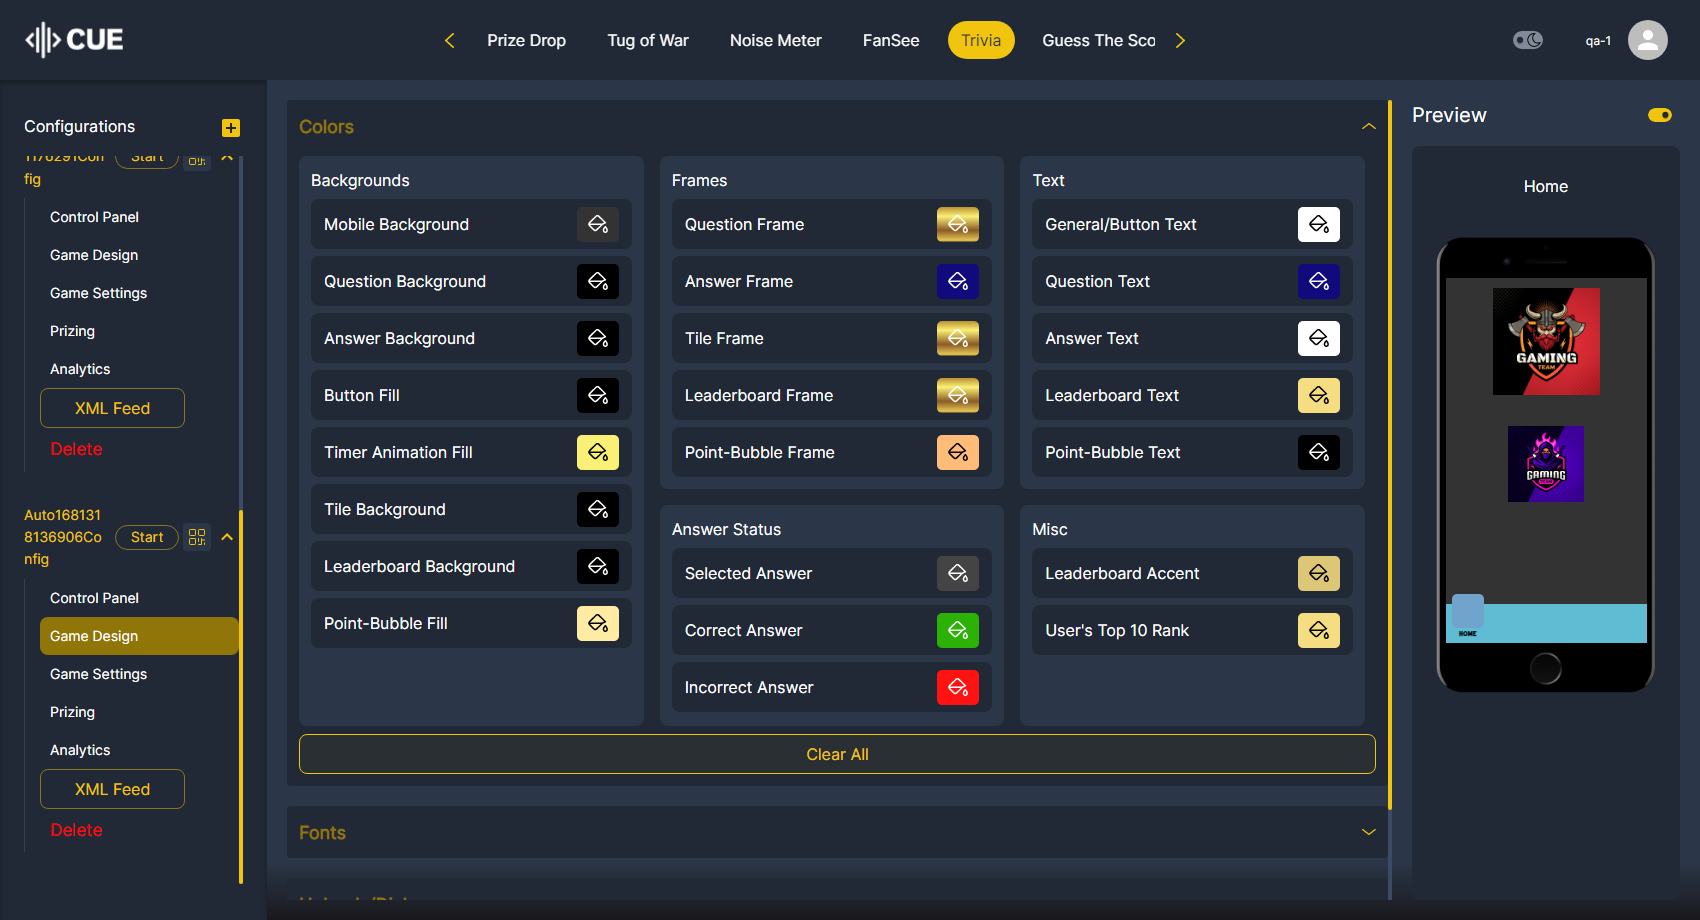 CUE
Prize Drop
Tug of War
Noise Meter
FanSee
Trivia
Guess The Sco
qa-1
Configurations
1176291Con
fig
Start
Control Panel
Game Design
Game Settings
Prizing
Analytics
XML Feed
Delete
Auto168131
8136906Co
nfig
Start
Control Panel
Game Design
Game Settings
Prizing
Analytics
XML Feed
Delete
Colors
Backgrounds
Mobile Background
Question Background
Answer Background
Button Fill
Timer Animation Fill
Tile Background
Leaderboard Background
Point-Bubble Fill
Frames
Question Frame
Answer Frame
Tile Frame
Leaderboard Frame
Point-Bubble Frame
Text
General/Button Text
Question Text
Answer Text
Leaderboard Text
Point-Bubble Text
Answer Status
Selected Answer
Correct Answer
Incorrect Answer
Misc
Leaderboard Accent
User's Top 10 Rank
Clear All
Fonts
Preview
Home
GAMING
TEAM
GAMING
TEAM
HOME